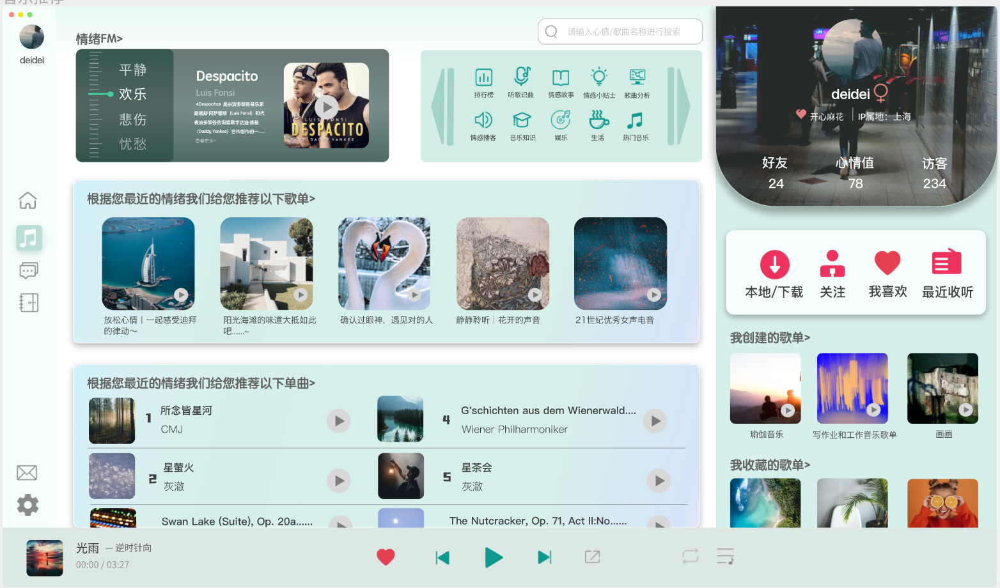 音乐推荐
deidei
情绪FM>
请输入心情/歌曲名称进行搜索
平静
欢乐
悲伤
忧愁
Despacito
Luis Fonsi
《Despacito》是由波多黎各音乐家
路易斯·冈萨雷斯（Luis Fonsi）和代
表波多黎各的说唱歌手达迪·扬基
（Daddy Yankee）合作创作的一......
查看更多>
LUIS FONSI
DESPACITO
FT. DADDY YANKEE
排行榜
听歌识曲
情感故事
情感小贴士
歌曲分析
情感播客
音乐知识
娱乐
生活
热门音乐
Lift
deidei
开心麻花
IP属地：上海
好友
心情值
访客
24
78
234
根据您最近的情绪我们给您推荐以下歌单>
放松心情｜一起感受迪拜
的律动～
阳光海滩的味道大抵如此
吧......~
确认过眼神，遇见对的人
静静聆听｜花开的声音
21世纪优秀女声电音
本地/下载
关注
我喜欢
最近收听
我创建的歌单>
瑜伽音乐
写作业和工作音乐歌单
画画
我收藏的歌单>
根据您最近的情绪我们给您推荐以下单曲>
1
所念皆星河
CMJ
4
G'schichten aus dem Wienerwald....
Wiener Philharmoniker
2
星萤火
灰澈
5
星茶会
灰澈
Swan Lake (Suite), Op. 20a......
The Nutcracker, Op. 71, Act II:No......
光雨 — 逆时针向
00:00 / 03:27